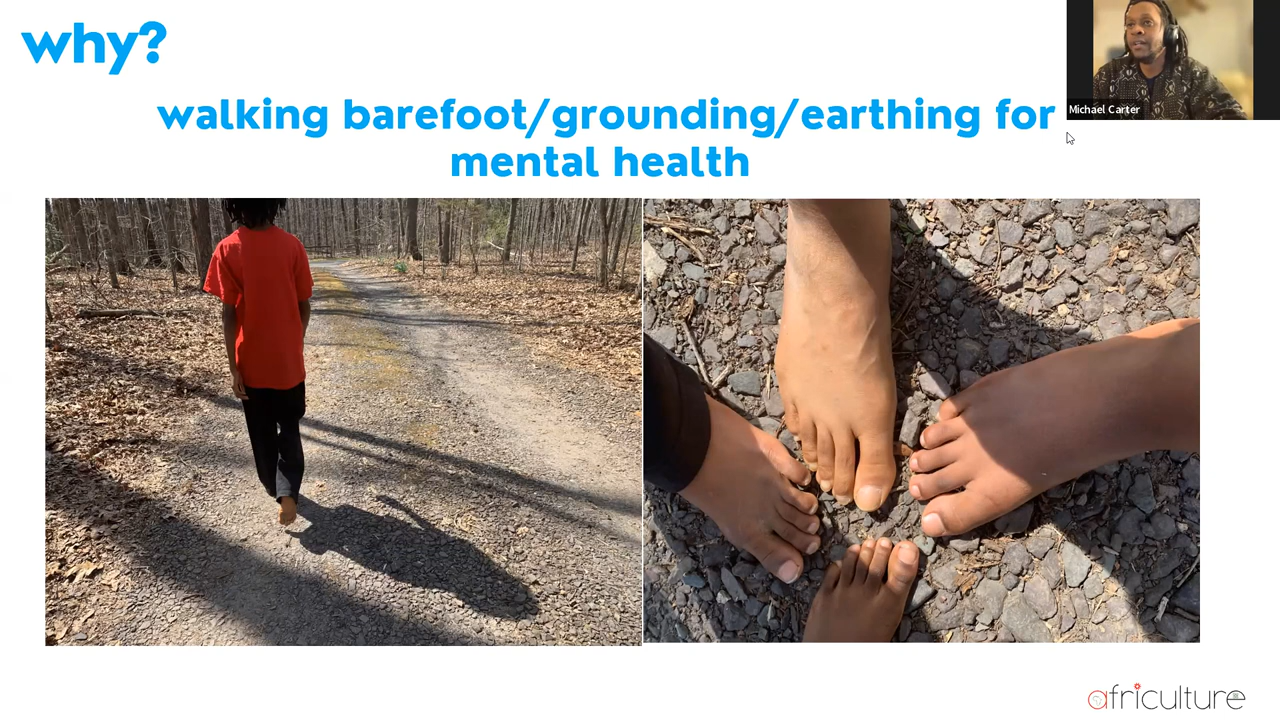 why?
walking barefoot/grounding/earthing for
mental health
Michael Carter
africulture